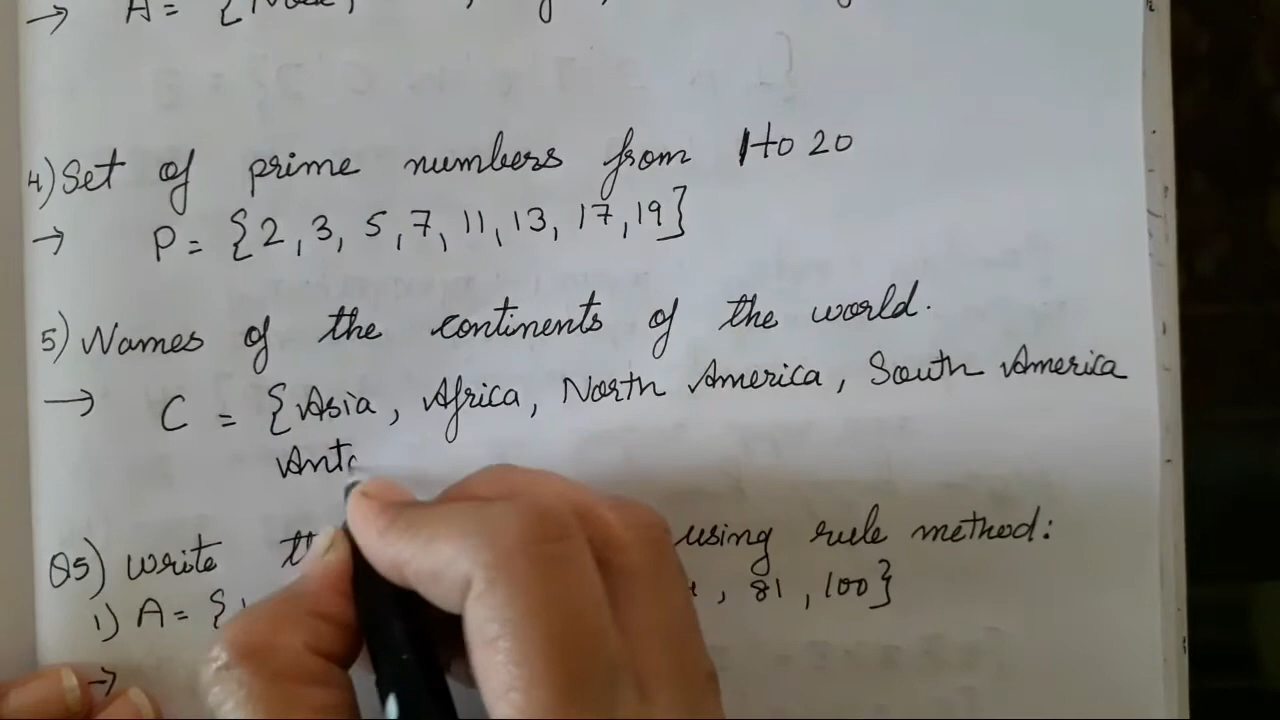 → A = {
4) Set of prime numbers from 1 to 20
→ P = {2, 3, 5, 7, 11, 13, 17, 19}
5) Names of the continents of the world.
→ C = {Asia, Africa, North America, South America
Anta
Q5) Write using rule method:
1) A = { , 81, 100}
→